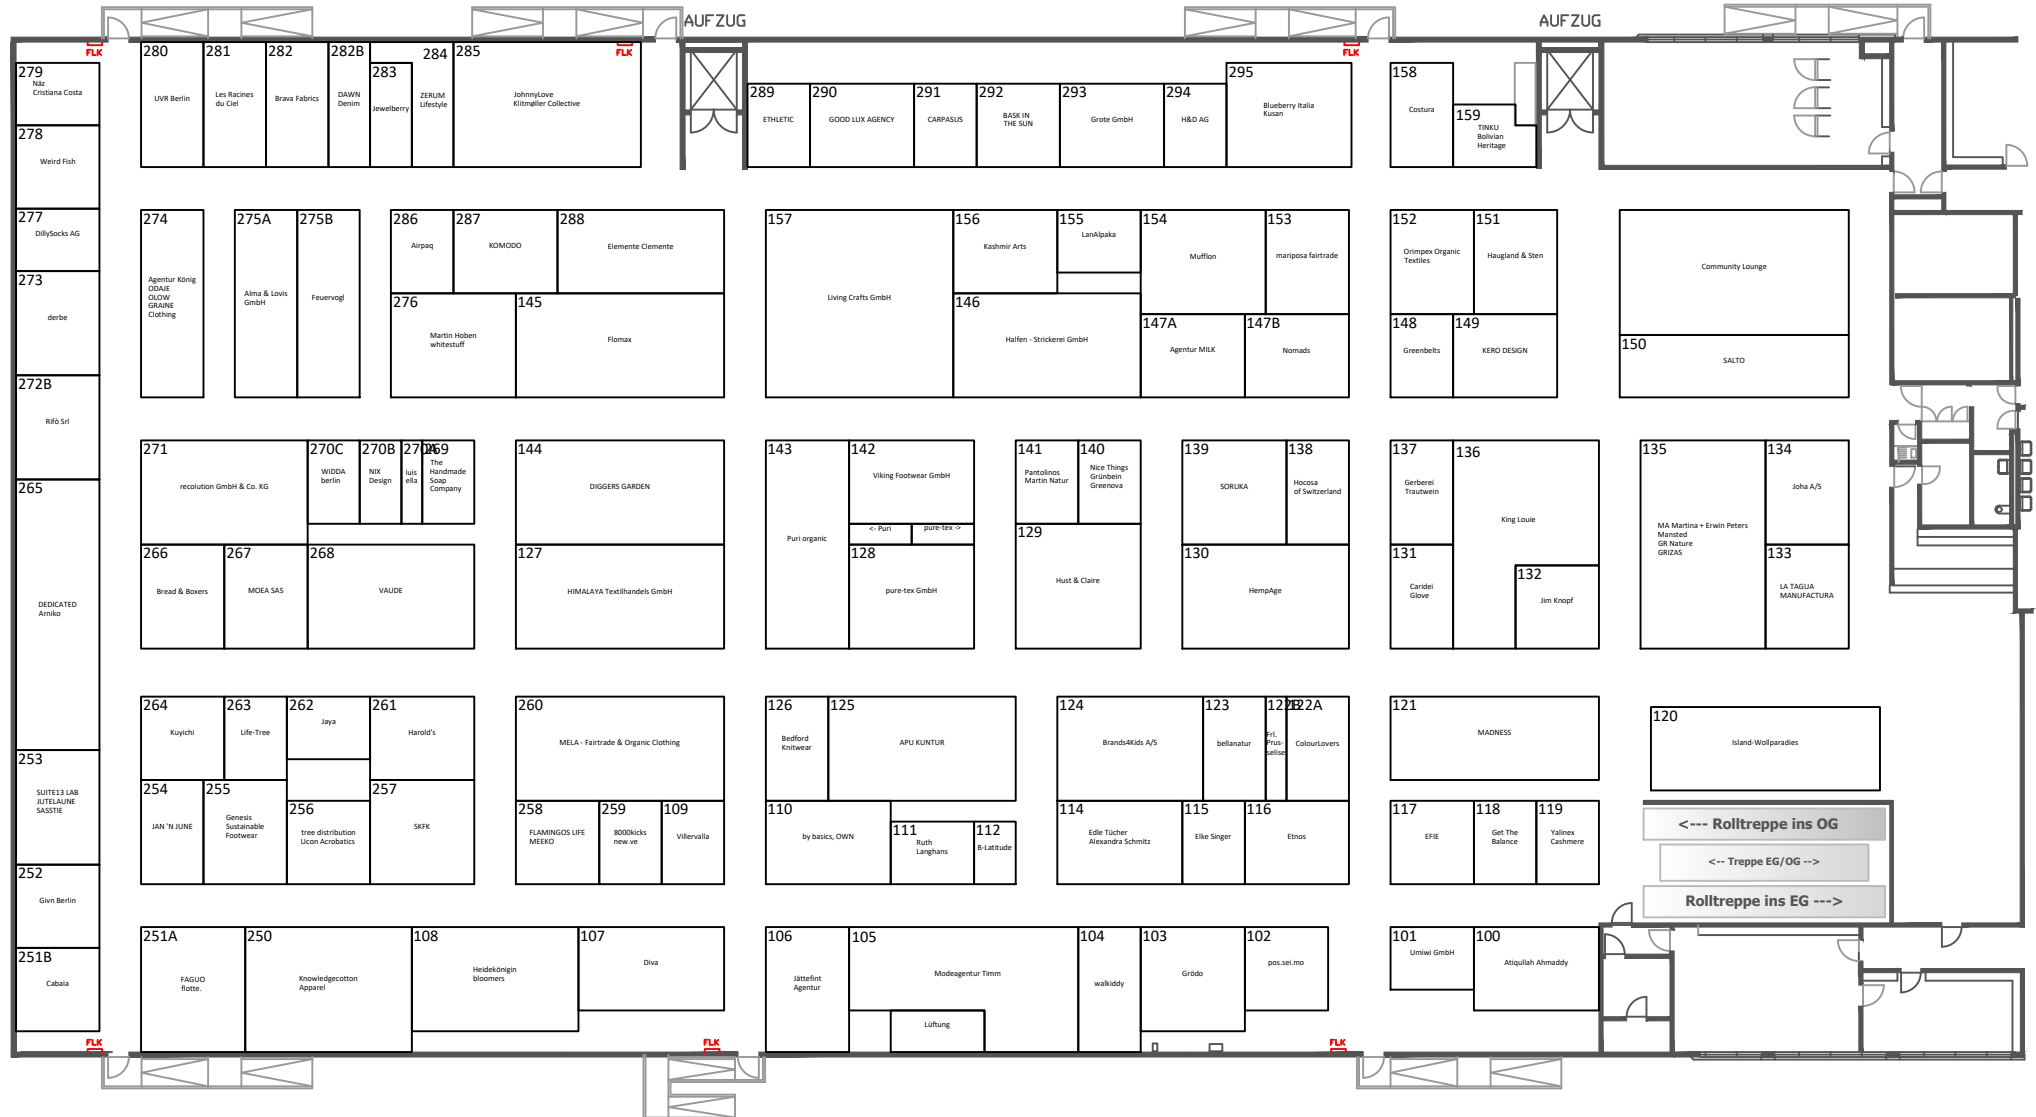 AUFZUG
AUFZUG
FLK
FLK
FLK
279
Näz
Cristiana Costa
280
UVR Berlin
281
Les Racines
du Ciel
282
Brava Fabrics
282B
DAWN
Denim
283
Jewelberry
284
ZERUM
Lifestyle
285
JohnnyLove
Klitmøller Collective
289
ETHLETIC
290
GOOD LUX AGENCY
291
CARPASUS
292
BASK IN
THE SUN
293
Grote GmbH
294
H&D AG
295
Blueberry Italia
Kusan
158
Costura
159
TINKU
Bolivian
Heritage
278
Weird Fish
277
DillySocks AG
273
derbe
272B
Rifò Srl
265
DEDICATED
Arniko
253
SUITE13 LAB
JUTELAUNE
SASSTIE
252
Givn Berlin
251B
Cabaia
274
Agentur König
ODAJE
OLOW
GRAINE
Clothing
275A
Alma & Lovis
GmbH
275B
Feuervogl
286
Airpaq
287
KOMODO
288
Elemente Clemente
276
Martin Hoben
whitestuff
145
Flomax
157
Living Crafts GmbH
156
Kashmir Arts
155
LanAlpaka
154
Mufflon
153
mariposa fairtrade
146
Halfen - Strickerei GmbH
147A
Agentur MILK
147B
Nomads
152
Orimpex Organic
Textiles
151
Haugland & Sten
148
Greenbelts
149
KERO DESIGN
Community Lounge
150
SALTO
271
recolution GmbH & Co. KG
270C
WiDDA
berlin
270B
NIX
Design
270A
luis
ella
269
The
Handmade
Soap
Company
266
Bread & Boxers
267
MOEA SAS
268
VAUDE
144
DIGGERS GARDEN
127
HIMALAYA Textilhandels GmbH
143
Puri organic
142
Viking Footwear GmbH
<- Puri
pure-tex ->
128
pure-tex GmbH
141
Pantolinos
Martin Natur
140
Nice Things
Grünbein
Greenova
129
Hust & Claire
139
SORUKA
138
Hocosa
of Switzerland
130
HempAge
137
Gerberei
Trautwein
136
King Louie
131
Caridei
Glove
132
Jim Knopf
135
MA Martina + Erwin Peters
Mansted
GR Nature
GRIZAS
134
Joha A/S
133
LA TAGUA
MANUFACTURA
264
Kuyichi
263
Life-Tree
262
Jaya
261
Harold's
254
JAN 'N JUNE
255
Genesis
Sustainable
Footwear
256
tree distribution
Ucon Acrobatics
257
SKFK
260
MELA - Fairtrade & Organic Clothing
258
FLAMINGOS LIFE
MEEKO
259
8000kicks
new.ve
109
Villervalla
126
Bedford
Knitwear
125
APU KUNTUR
110
by basics, OWN
111
Ruth
Langhans
112
B-Latitude
124
Brands4Kids A/S
123
bellanatur
122B
Frl.
Prus-
selise
122A
ColourLovers
114
Edle Tücher
Alexandra Schmitz
115
Elke Singer
116
Etnos
121
MADNESS
117
EFIE
118
Get The
Balance
119
Yalinex
Cashmere
120
Island-Wollparadies
<--- Rolltreppe ins OG
<-- Treppe EG/OG -->
Rolltreppe ins EG --->
251A
FAGUO
flotte.
250
Knowledgecotton
Apparel
108
Heidekönigin
bloomers
107
Diva
106
Jättefint
Agentur
105
Modeagentur Timm
Lüftung
104
walkiddy
103
Grödo
102
pos.sei.mo
101
Umiwi GmbH
100
Atiqullah Ahmaddy
FLK
FLK
FLK